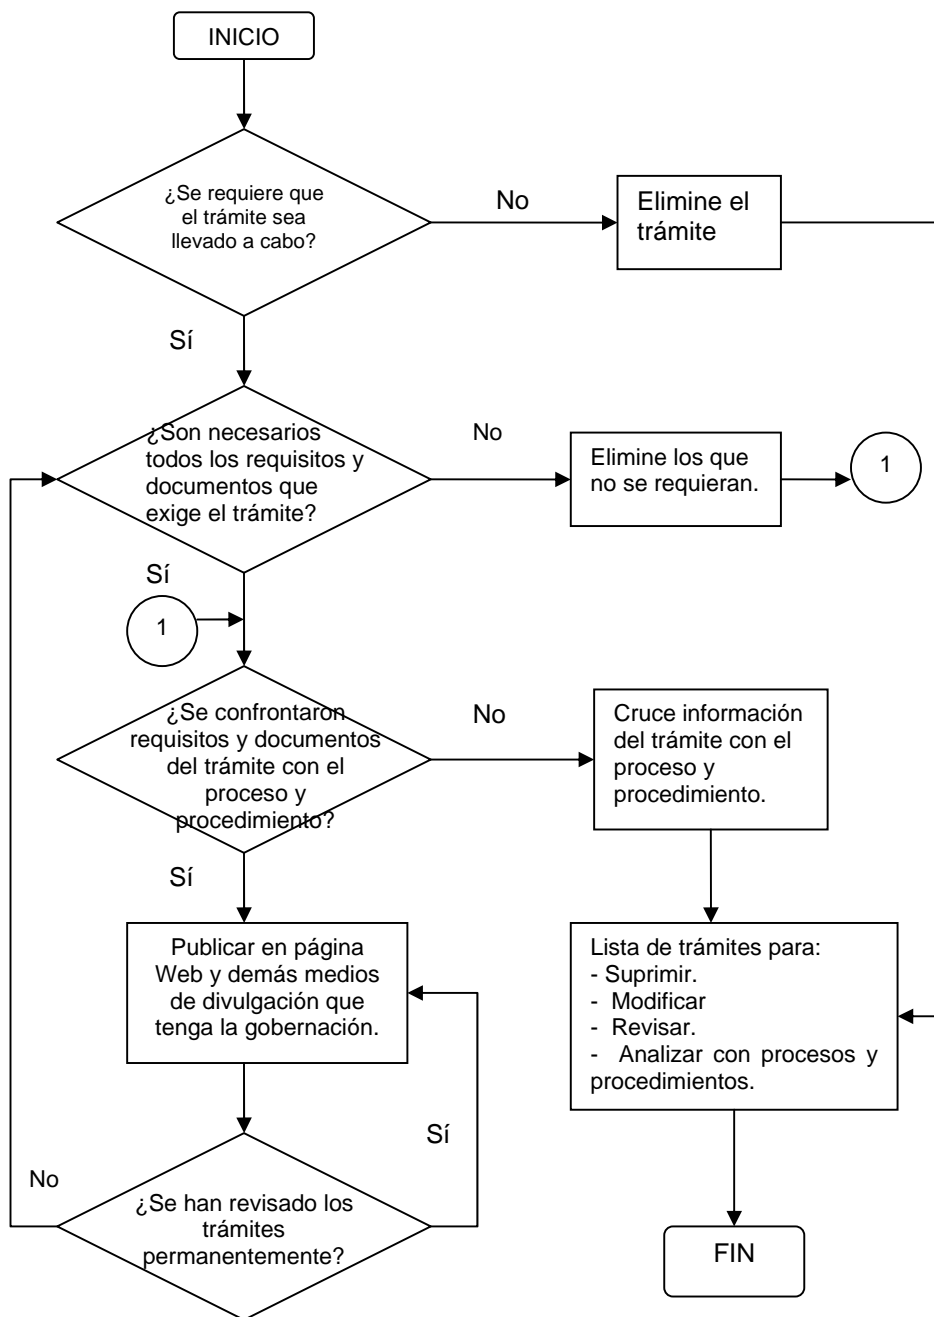 INICIO
¿Se requiere que
el trámite sea
llevado a cabo?
No
Elimine el
trámite
Sí
¿Son necesarios
todos los requisitos y
documentos que
exige el trámite?
No
Elimine los que
no se requieran.
1
Sí
1
¿Se confrontaron
requisitos y documentos
del trámite con el
proceso y
procedimiento?
No
Cruce información
del trámite con el
proceso y
procedimiento.
Sí
Publicar en página
Web y demás medios
de divulgación que
tenga la gobernación.
Lista de trámites para:
- Suprimir.
- Modificar
- Revisar.
- Analizar con procesos y
procedimientos.
Sí
No
¿Se han revisado los
trámites
permanentemente?
FIN